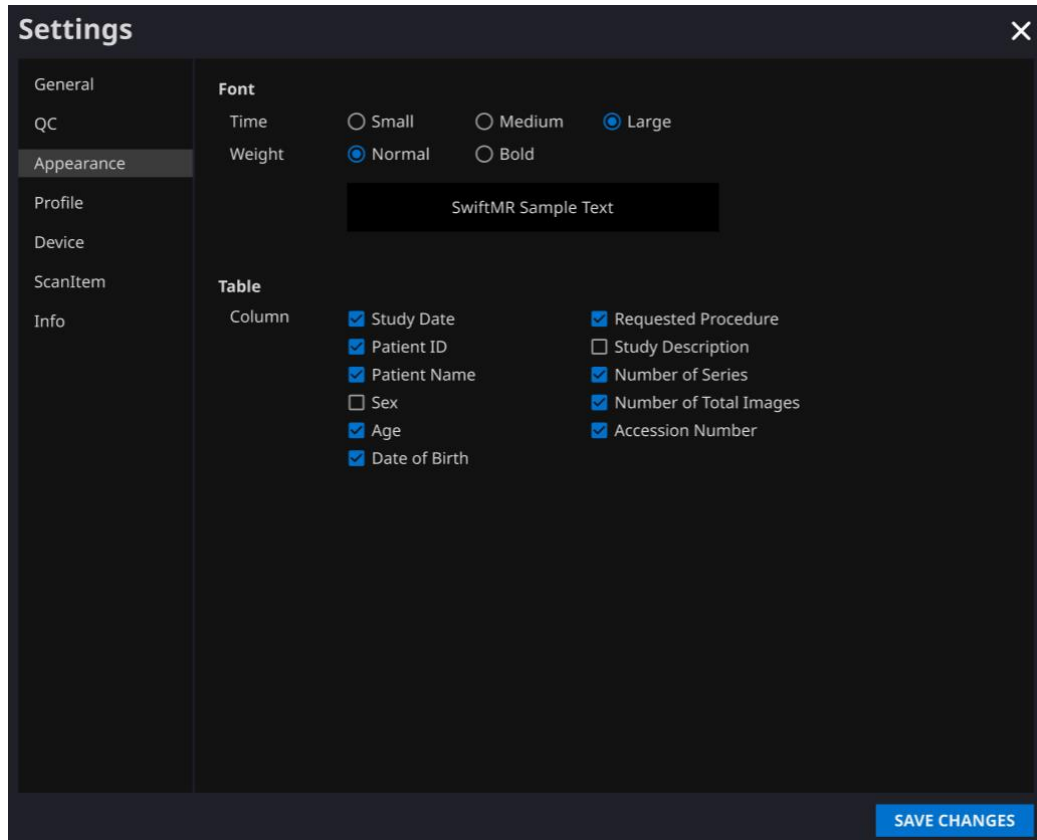 Settings
General
QC
Appearance
Profile
Device
ScanItem
Info
Font
Time Small Medium Large
Weight Normal Bold
SwiftMR Sample Text
Table
Column Study Date Requested Procedure
Patient ID Study Description
Patient Name Number of Series
Sex Number of Total Images
Age Accession Number
Date of Birth
SAVE CHANGES